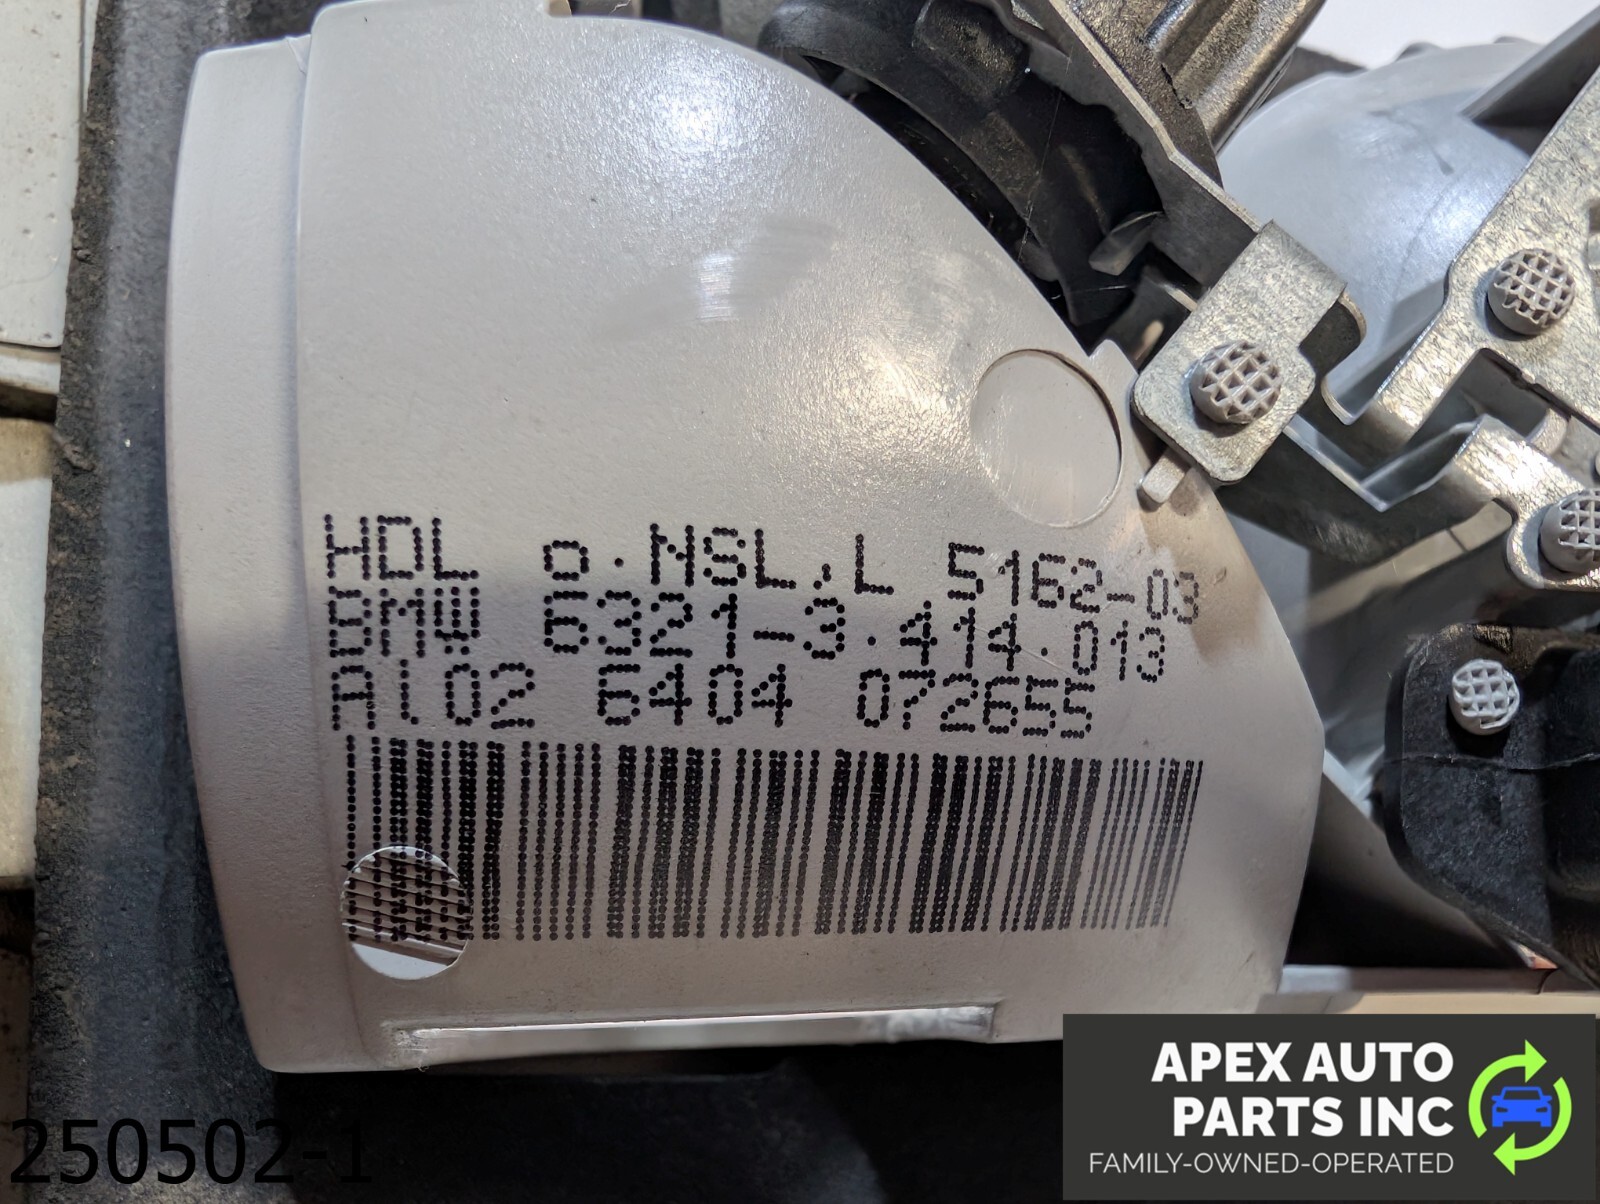 HDL o.NSL,L 5162-03
BMW 6321-3.414.013
Ai02 6404 072655
250502-1
APEX AUTO
PARTS INC
FAMILY-OWNED-OPERATED